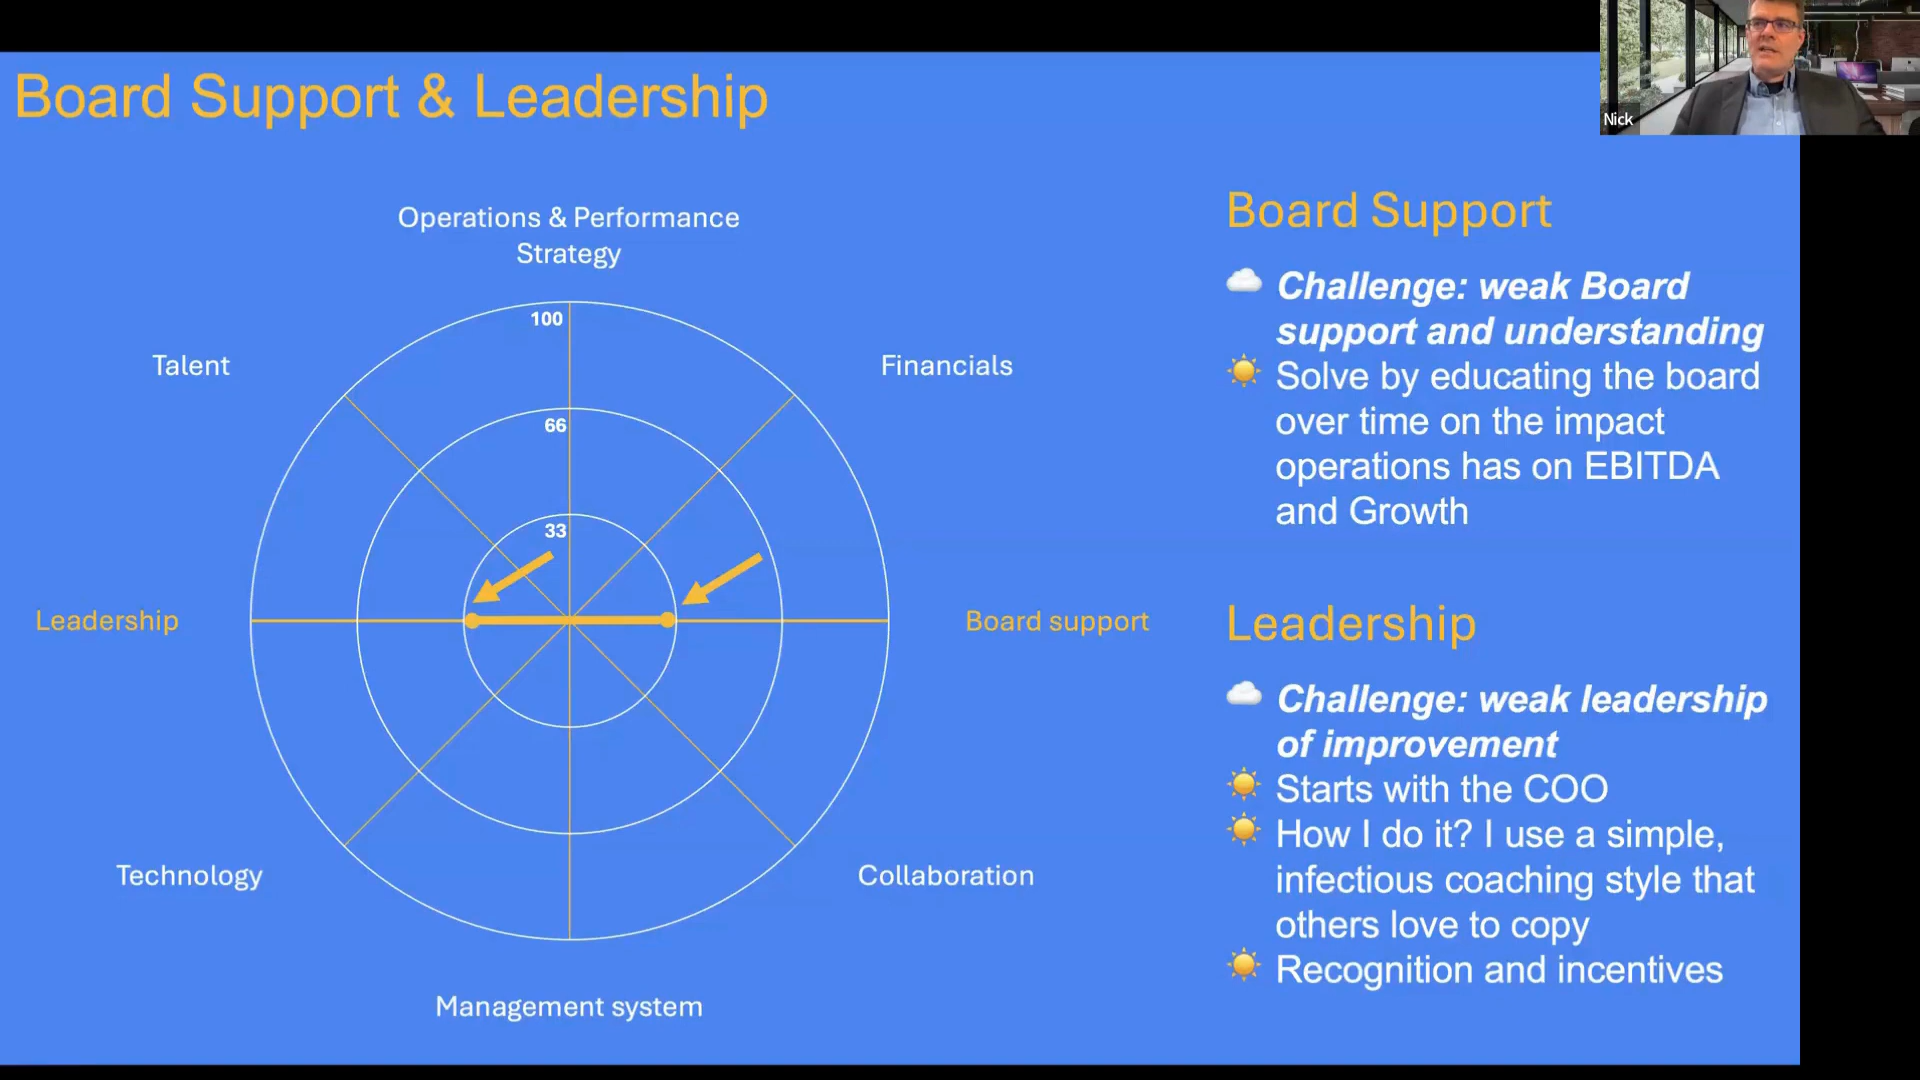 Board Support & Leadership
Nick
Operations & Performance
Strategy
Talent
Financials
Leadership
Board support
Technology
Collaboration
Management system
100
66
33
Board Support
Challenge: weak Board
support and understanding
Solve by educating the board
over time on the impact
operations has on EBITDA
and Growth
Leadership
Challenge: weak leadership
of improvement
Starts with the COO
How I do it? I use a simple,
infectious coaching style that
others love to copy
Recognition and incentives